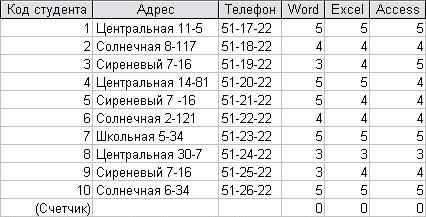 Код студента Адрес Телефон Word Excel Access
1 Центральная 11-5 51-17-22 5 5 5
2 Солнечная 8-117 51-18-22 4 4 4
3 Сиреневый 7-16 51-19-22 3 4 5
4 Центральная 14-81 51-20-22 5 5 5
5 Сиреневый 7 -16 51-21-22 5 4 4
6 Солнечная 2-121 51-22-22 4 4 4
7 Школьная 5-34 51-23-22 5 5 5
8 Центральная 30-7 51-24-22 3 3 3
9 Сиреневый 7-16 51-25-22 3 4 4
10 Солнечная 6-34 51-26-22 5 5 5
(Счетчик) 0 0 0